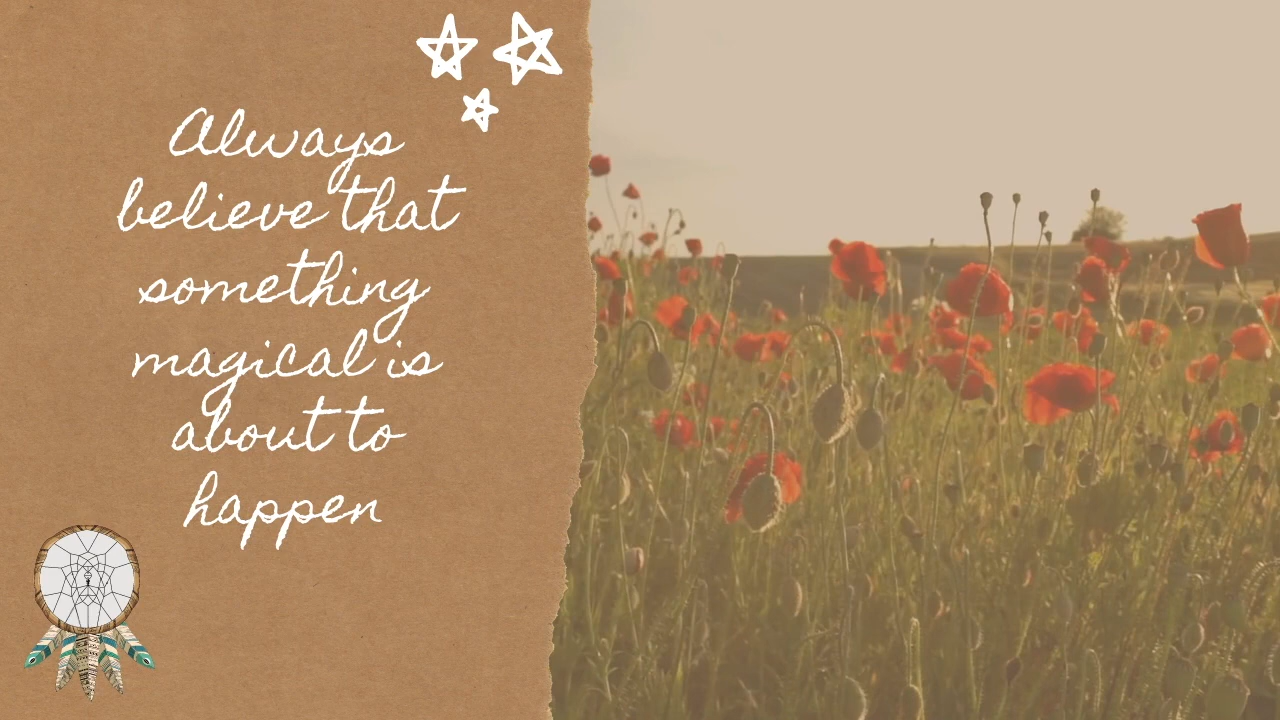 Always
believe that
something
magical is
about to
happen